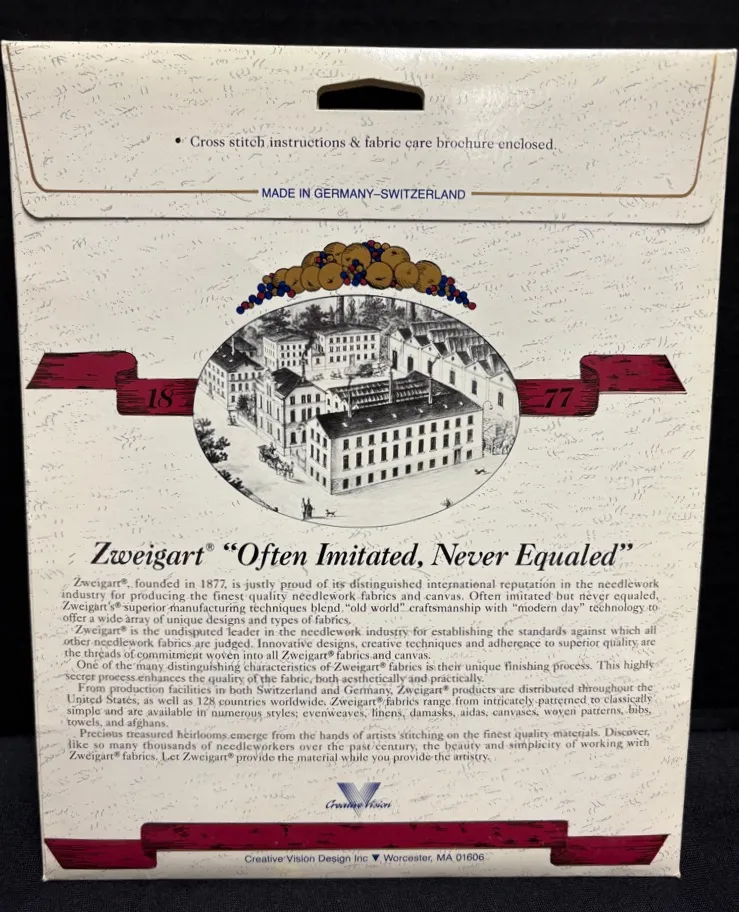 • Cross stitch instructions & fabric care brochure enclosed.
MADE IN GERMANY–SWITZERLAND
18 77
Zweigart® “Often Imitated, Never Equaled”
Zweigart®, founded in 1877, is justly proud of its distinguished international reputation in the needlework
industry for producing the finest quality needlework fabrics and canvas. Often imitated but never equaled,
Zweigart's® superior manufacturing techniques blend "old world" craftsmanship with "modern day" technology to
offer a wide array of unique designs and types of fabrics.
Zweigart® is the undisputed leader in the needlework industry for establishing the standards against which all
other needlework fabrics are judged. Innovative designs, creative techniques and adherence to superior quality are
the threads of commitment woven into all Zweigart® fabrics and canvas.
One of the many distinguishing characteristics of Zweigart® fabrics is their unique finishing process. This highly
secret process enhances the quality of the fabric, both aesthetically and practically.
From production facilities in both Switzerland and Germany, Zweigart® products are distributed throughout the
United States, as well as 128 countries worldwide. Zweigart® fabrics range from intricately patterned to classically
simple and are available in numerous styles; evenweaves, linens, damasks, aidas, canvases, woven patterns, bibs,
towels, and afghans.
Precious treasured heirlooms emerge from the hands of artists stitching on the finest quality materials. Discover,
like so many thousands of needleworkers over the past century, the beauty and simplicity of working with
Zweigart® fabrics. Let Zweigart® provide the material while you provide the artistry.
Creative Vision
Creative Vision Design Inc ▼ Worcester, MA 01606